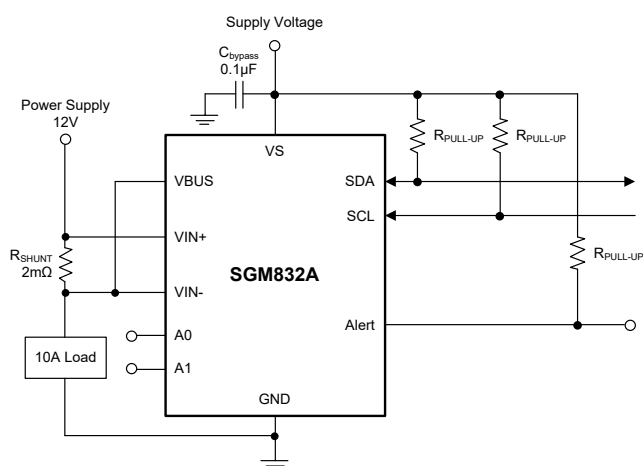 Supply Voltage
Cbypass
0.1µF
Power Supply
12V
VS
RPULL-UP
RPULL-UP
VBUS
SDA
SCL
VIN+
RSHUNT
2mΩ
SGM832A
RPULL-UP
VIN-
A0
Alert
10A Load
A1
GND